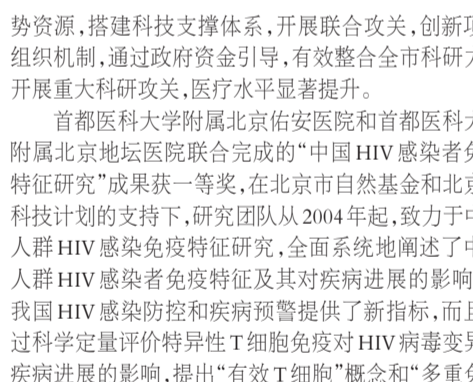 势资源，搭建科技支撑体系，开展联合攻关，创新项
组织机制，通过政府资金引导，有效整合全市科研
开展重大科研攻关，医疗水平显著提升。
首都医科大学附属北京佑安医院和首都医科大
附属北京地坛医院联合完成的“中国HIV感染者免
特征研究”成果获一等奖，在北京市自然基金和北京
科技计划的支持下，研究团队从2004年起，致力于中
人群HIV感染免疫特征研究，全面系统地阐述了中
人群HIV感染者免疫特征及其对疾病进展的影响
我国HIV感染防控和疾病预警提供了新指标，而且
过科学定量评价特异性T细胞免疫对HIV病毒变异
疾病进展的影响，提出“有效T细胞”概念和“多重